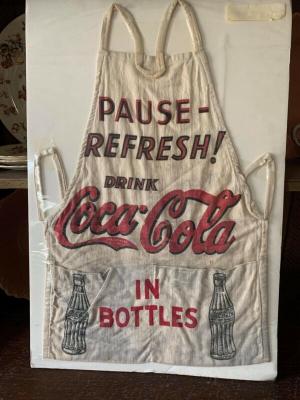 PAUSE-
REFRESH!
DRINK
Coca-Cola
IN
BOTTLES